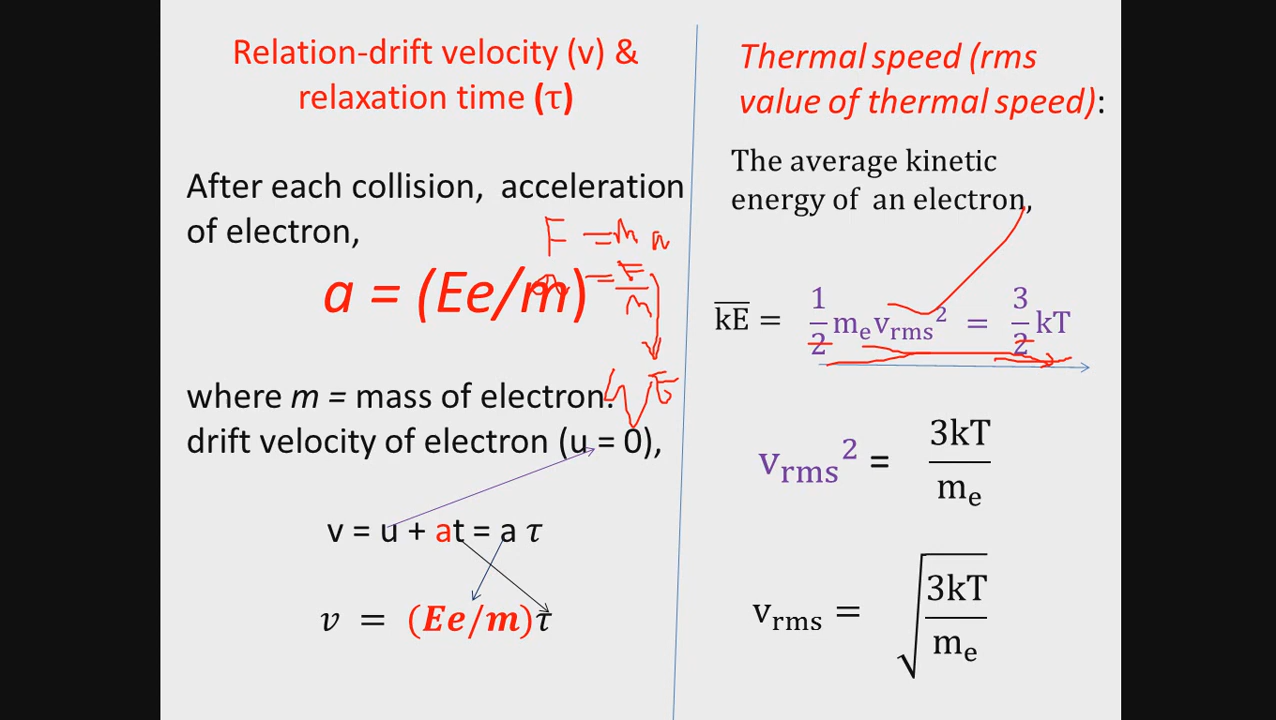 Relation-drift velocity (v) &
relaxation time (τ)
After each collision, acceleration
of electron,
F = ma
a = (Ee/m)
a = F/m
where m = mass of electron.
drift velocity of electron (u = 0),
v = u + at = a τ
v = (Ee/m)τ
Thermal speed (rms
value of thermal speed):
The average kinetic
energy of an electron,
k̅E̅ = 1/2 mₑvᵣₘₛ² = 3/2 kT
vᵣₘₛ² = 3kT/mₑ
vᵣₘₛ = √(3kT/mₑ)